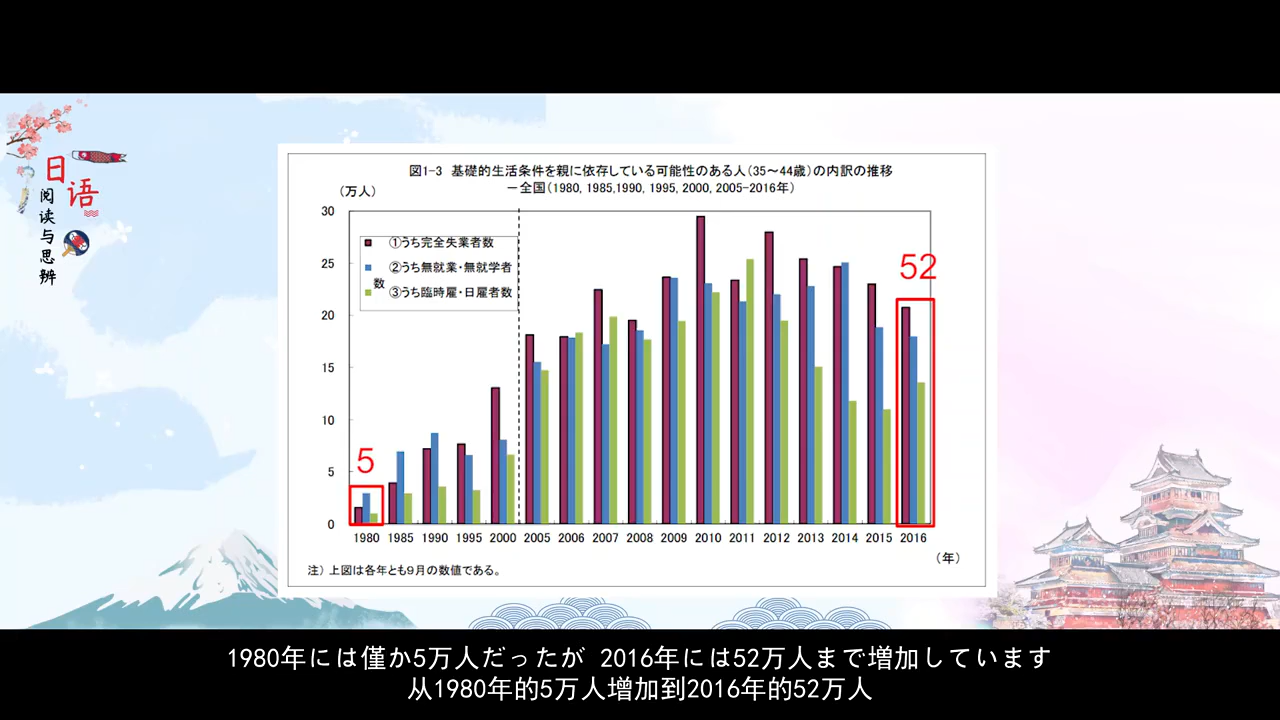 日语
阅读与思辨
図1-3 基礎的生活条件を親に依存している可能性のある人(35～44歳)の内訳の推移
－全国(1980, 1985,1990, 1995, 2000, 2005-2016年)
(万人)
30
25
20
15
10
5
0
①うち完全失業者数
②うち無就業・無就学者
数
③うち臨時雇・日雇者数
5
52
1980 1985 1990 1995 2000 2005 2006 2007 2008 2009 2010 2011 2012 2013 2014 2015 2016
(年)
注) 上図は各年とも9月の数値である。
1980年には僅か5万人だったが 2016年には52万人まで増加しています
从1980年的5万人增加到2016年的52万人